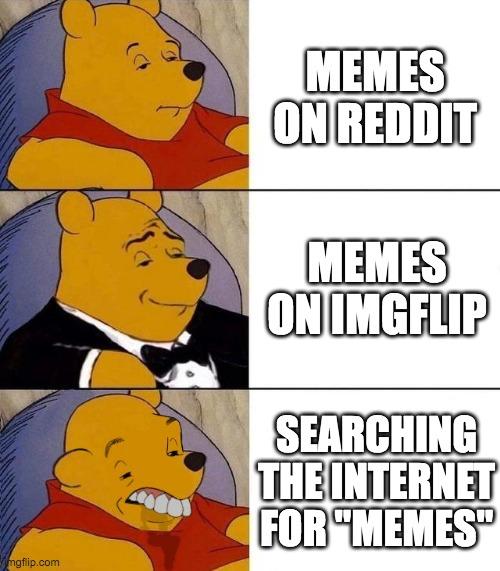 MEMES
ON REDDIT
MEMES
ON IMGFLIP
SEARCHING
THE INTERNET
FOR "MEMES"
imgflip.com